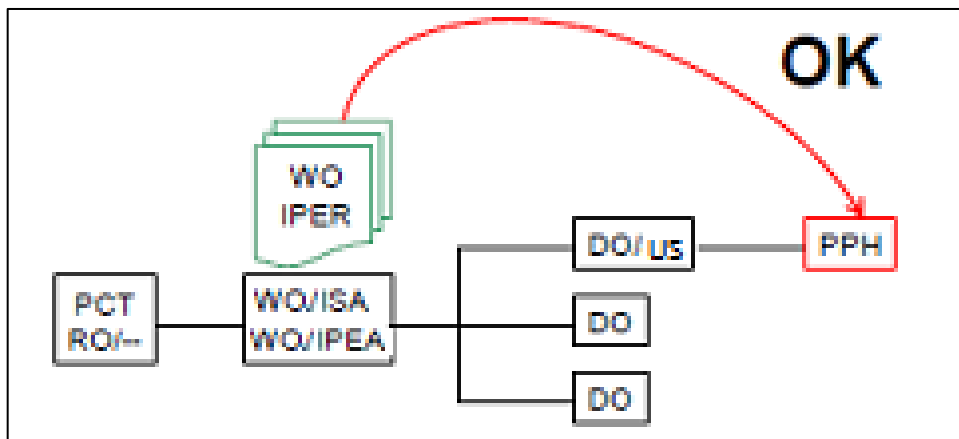 OK
WO
IPER
DO/US
PPH
PCT
RO/--
WO/ISA
WO/IPEA
DO
DO